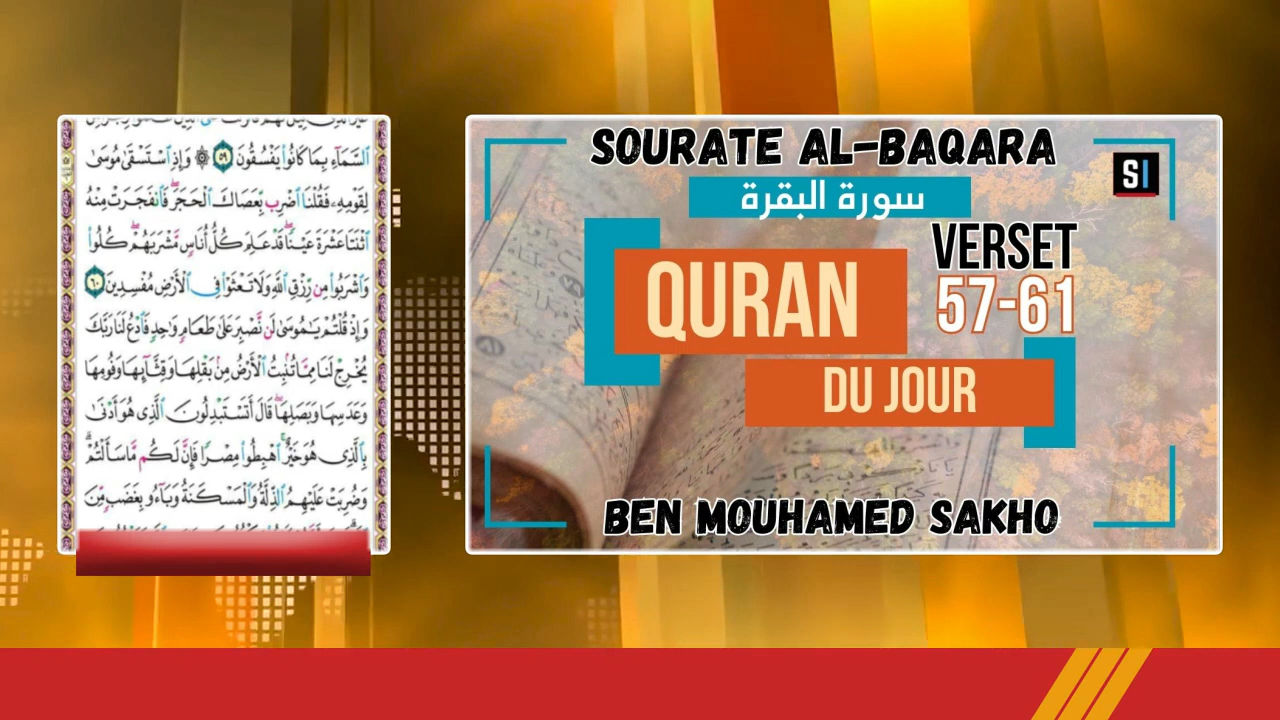 ٱلسَّمَآءِ بِمَا كَانُوا۟ يَفْسُقُونَ ٥٩ ۞ وَإِذِ ٱسْتَسْقَىٰ مُوسَىٰ
لِقَوْمِهِۦ فَقُلْنَا ٱضْرِب بِّعَصَاكَ ٱلْحَجَرَ ۖ فَٱنفَجَرَتْ مِنْهُ
ٱثْنَتَا عَشْرَةَ عَيْنًا ۖ قَدْ عَلِمَ كُلُّ أُنَاسٍ مَّشْرَبَهُمْ ۖ كُلُوا۟
وَٱشْرَبُوا۟ مِن رِّزْقِ ٱللَّهِ وَلَا تَعْثَوْا۟ فِى ٱلْأَرْضِ مُفْسِدِينَ ٦٠
وَإِذْ قُلْتُمْ يَـٰمُوسَىٰ لَن نَّصْبِرَ عَلَىٰ طَعَامٍ وَٰحِدٍ فَٱدْعُ لَنَا رَبَّكَ
يُخْرِجْ لَنَا مِمَّا تُنۢبِتُ ٱلْأَرْضُ مِنۢ بَقْلِهَا وَقِثَّآئِهَا وَفُومِهَا
وَعَدَسِهَا وَبَصَلِهَا ۖ قَالَ أَتَسْتَبْدِلُونَ ٱلَّذِى هُوَ أَدْنَىٰ
بِٱلَّذِى هُوَ خَيْرٌ ۚ ٱهْبِطُوا۟ مِصْرًا فَإِنَّ لَكُم مَّا سَأَلْتُمْ ۗ
وَضُرِبَتْ عَلَيْهِمُ ٱلذِّلَّةُ وَٱلْمَسْكَنَةُ وَبَآءُو بِغَضَبٍ مِّنَ
SOURATE AL-BAQARA
سورة البقرة
SI
VERSET
57-61
QURAN
DU JOUR
BEN MOUHAMED SAKHO